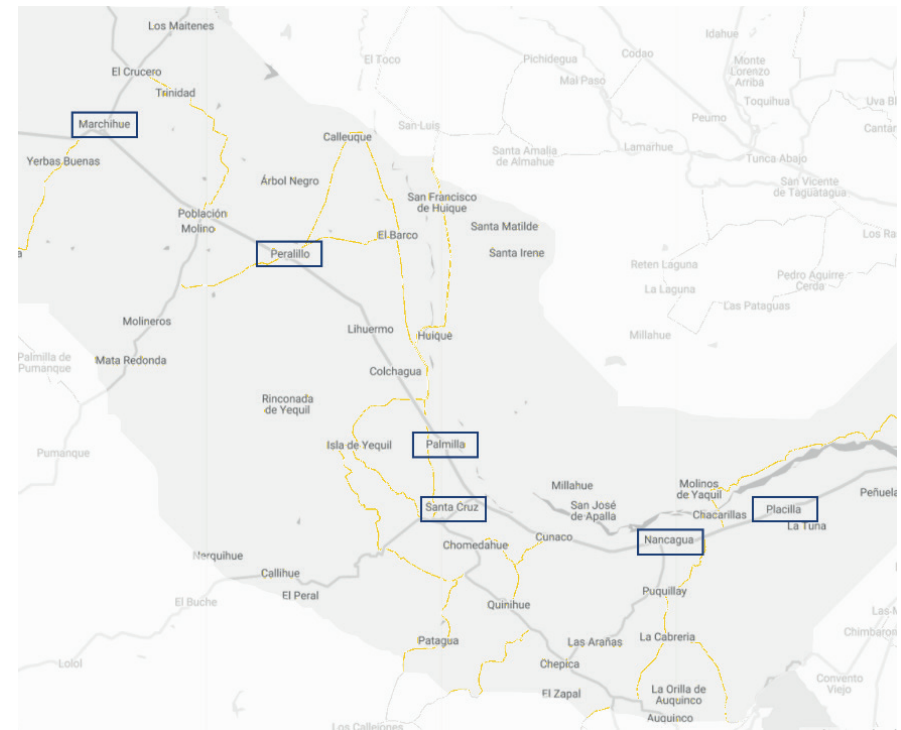 Los Maitenes
Idahue
El Toco
Pichidegua
Codao
Monte
Lorenzo
Arriba
El Crucero
Mal Paso
Trinidad
Toquihua
Uva Bl
Marchihue
San Luis
Peumo
Cantar
Calleuque
Santa Amalia
de Almahue
Lamarhue
Tunca Abajo
Yerbas Buenas
Árbol Negro
San Vicente
de Taguatagua
San Francisco
de Huique
Población
Molino
Santa Matilde
El Barco
Los Ra
a
Peralillo
Santa Irene
Reten Laguna
Pedro Aguirre
Cerda
La Laguna
Las Pataguas
Molineros
Lihuermo
Huique
Millahue
Palmilla de
Pumanque
Mata Redonda
Colchagua
Rinconada
de Yequil
Isla de Yequil
Palmilla
Pumanque
Millahue
Molinos
de Yaquil
Peñuela
Santa Cruz
San José
de Apalla
Chacarillas
Placilla
La Tuna
Nancagua
Cunaco
Chomedahue
Nerquihue
Callihue
El Peral
Puquillay
El Buche
Quinihue
Las M
Chimbaron
Patagua
Las Arañas
La Cabreria
Lolol
Chepica
Convento
Viejo
El Zapal
La Orilla de
Auquinco
Auquinco
Los Callejones